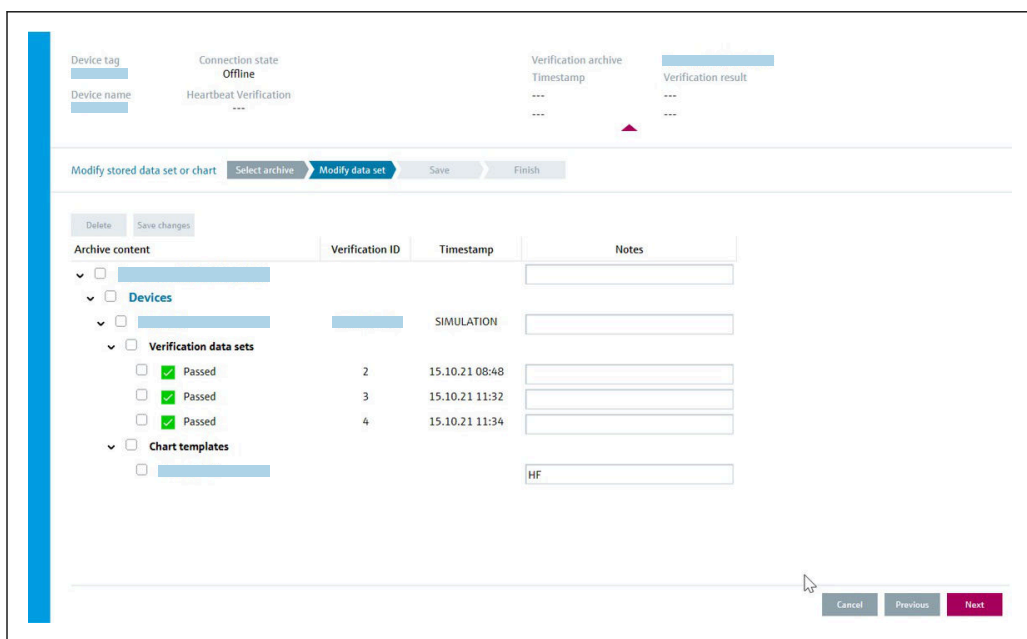 Device tag Connection state Verification archive
Offline Timestamp Verification result
Device name Heartbeat Verification --- ---
--- --- ---
Modify stored data set or chart Select archive Modify data set Save Finish
Delete Save changes
Archive content Verification ID Timestamp Notes
Devices
SIMULATION
Verification data sets
Passed 2 15.10.21 08:48
Passed 3 15.10.21 11:32
Passed 4 15.10.21 11:34
Chart templates
HF
Cancel Previous Next